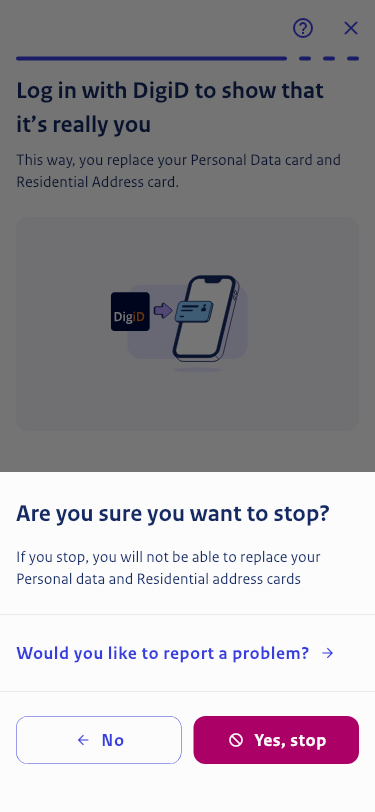 Log in with DigiD to show that
it’s really you
This way, you replace your Personal Data card and
Residential Address card.
DigiD
Are you sure you want to stop?
If you stop, you will not be able to replace your
Personal data and Residential address cards
Would you like to report a problem?
No
Yes, stop